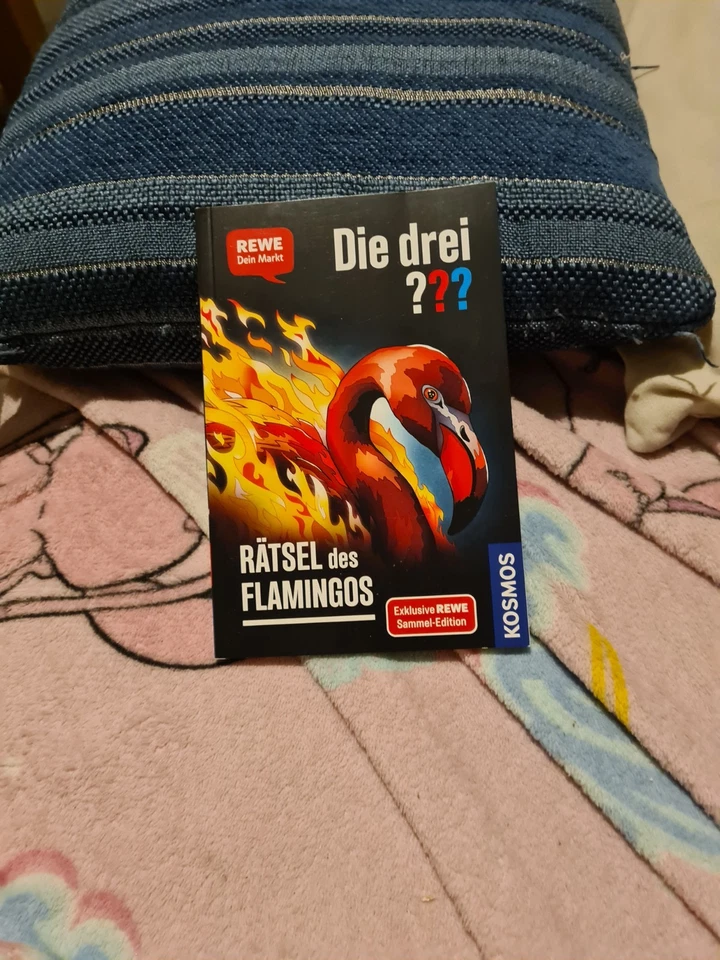 REWE
Dein Markt
Die drei
???
RÄTSEL des
FLAMINGOS
Exklusive REWE
Sammel-Edition
KOSMOS